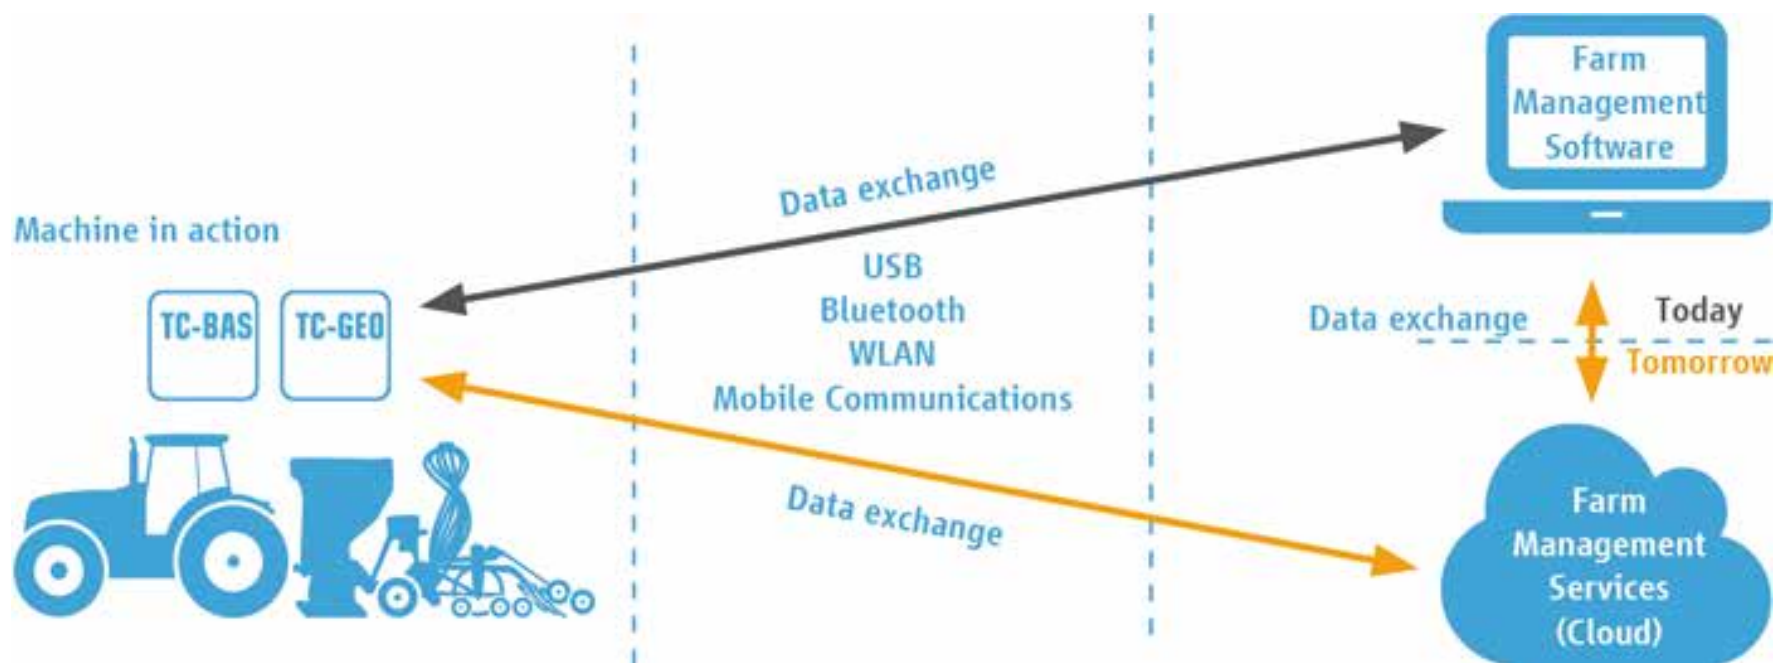 Machine in action
TC-BAS
TC-GEO
Data exchange
USB
Bluetooth
WLAN
Mobile Communications
Data exchange
Farm
Management
Software
Data exchange
Today
Tomorrow
Farm
Management
Services
(Cloud)